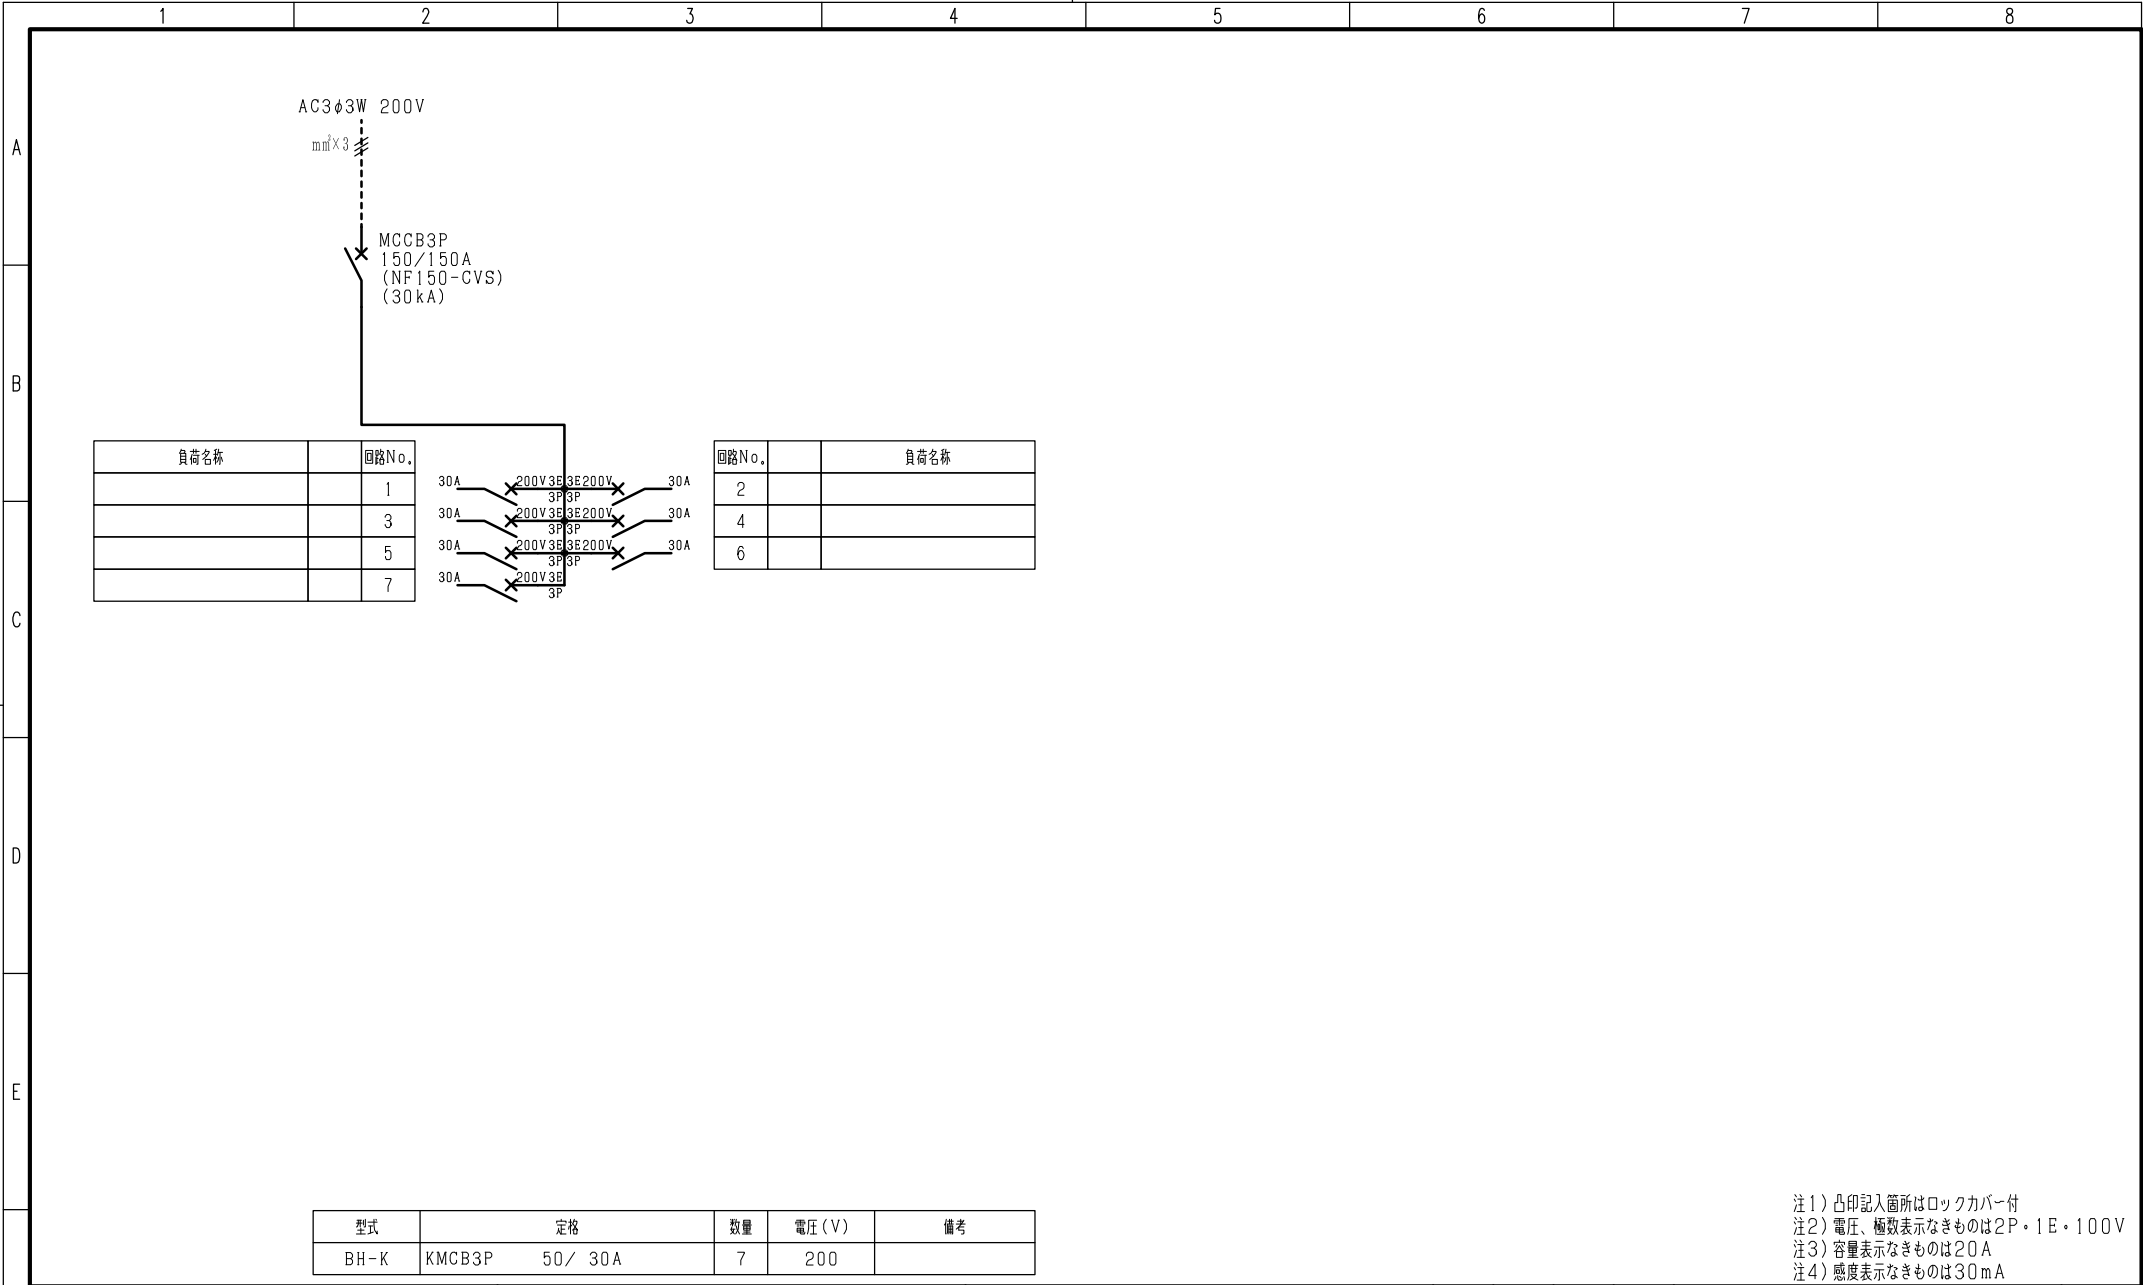 1 2 3 4 5 6 7 8
A
B
C
D
E
AC3φ3W 200V
mm²×3
MCCB3P
150/150A
(NF150-CVS)
(30kA)
負荷名称 回路No.
1
3
5
7
30A 200V3E 3E200V 30A
3P 3P
30A 200V3E 3E200V 30A
3P 3P
30A 200V3E 3E200V 30A
3P 3P
30A 200V3E
3P
回路No. 負荷名称
2
4
6
型式 定格 数量 電圧(V) 備考
BH-K KMCB3P 50/ 30A 7 200
注1)凸印記入箇所はロックカバー付
注2)電圧、極数表示なきものは2P・1E・100V
注3)容量表示なきものは20A
注4)感度表示なきものは30mA